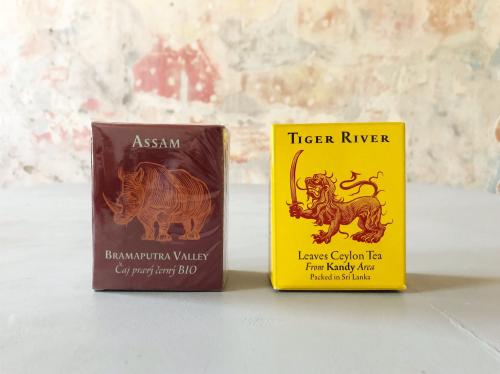 ASSAM
BRAMAPUTRA VALLEY
Čaj pravý černý BIO
TIGER RIVER
Leaves Ceylon Tea
From Kandy Area
Packed in Sri Lanka